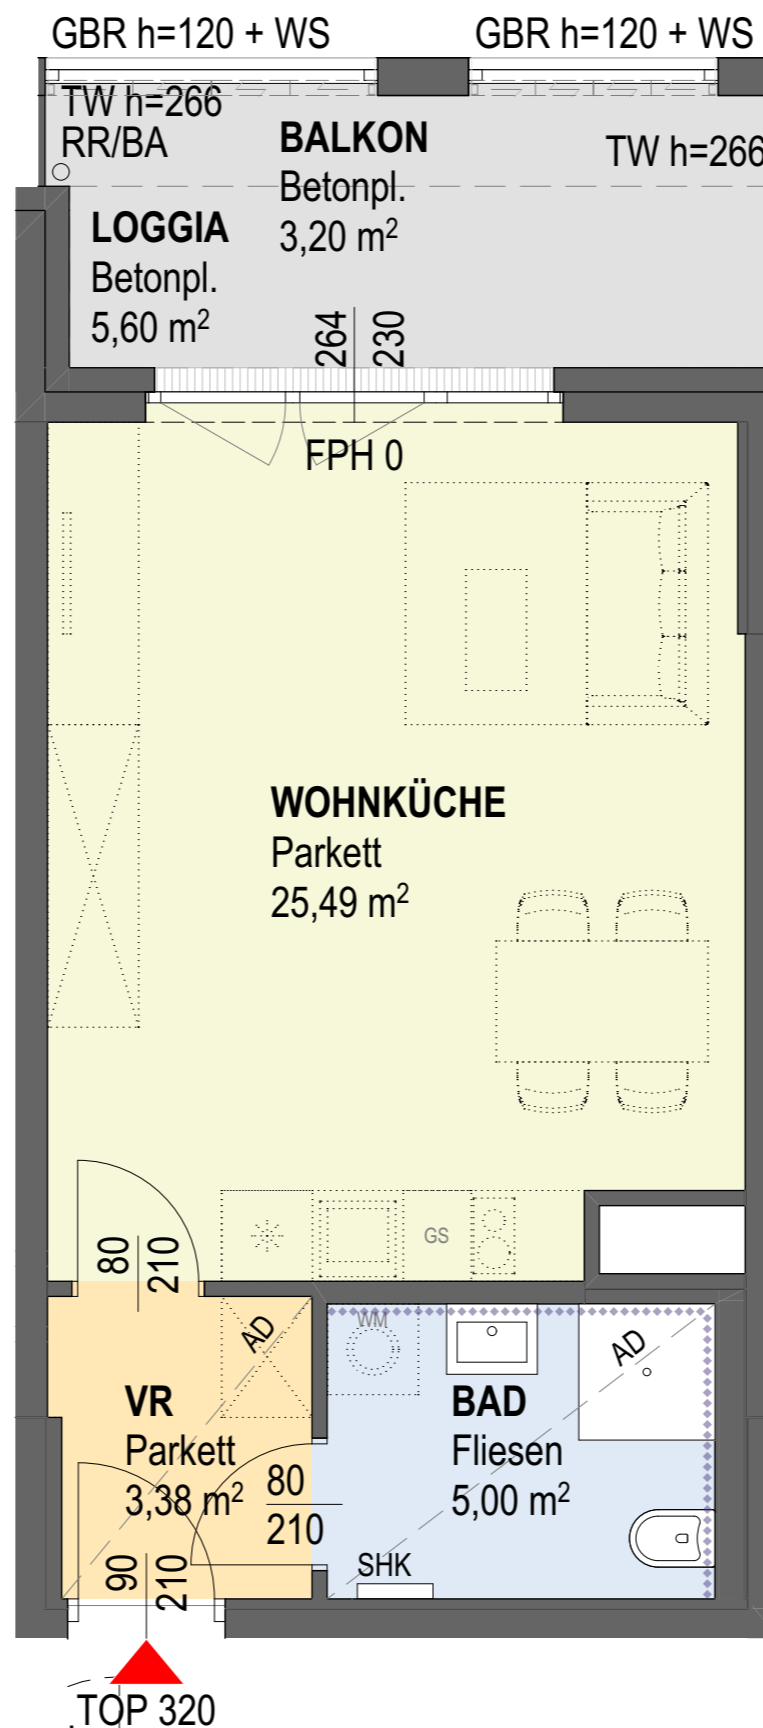 GBR h=120 + WS
GBR h=120 + WS
TW h=266
RR/BA
BALKON
Betonpl.
3,20 m²
TW h=266
LOGGIA
Betonpl.
5,60 m²
264
230
FPH 0
WOHNKÜCHE
Parkett
25,49 m²
80
210
GS
AD
WM
AD
VR
Parkett
3,38 m²
BAD
Fliesen
5,00 m²
80
210
90
210
SHK
TOP 320